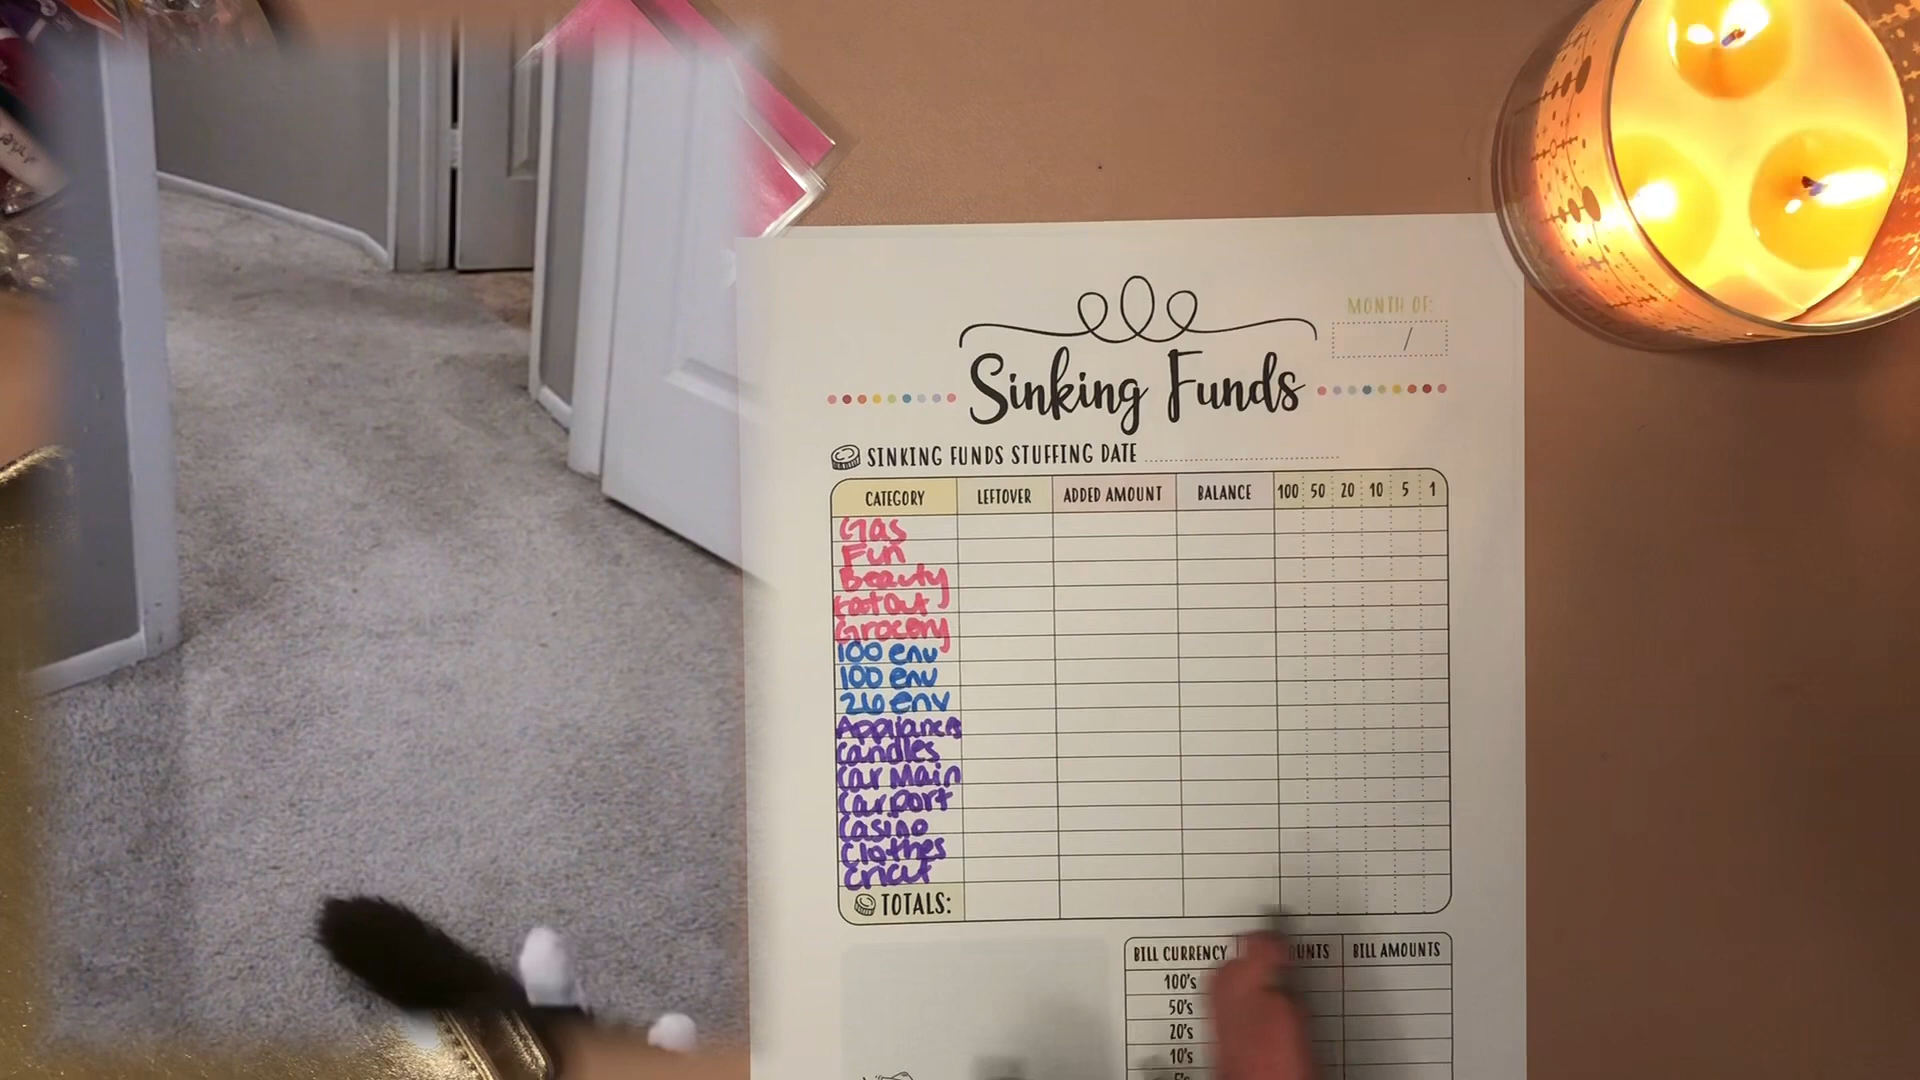 MONTH OF:
/
Sinking Funds
SINKING FUNDS STUFFING DATE
CATEGORY LEFTOVER ADDED AMOUNT BALANCE 100 50 20 10 5 1
Gas
Fun
Beauty
Eat Out
Grocery
100 env
100 env
26 env
Appliances
Candles
Car Main
Carport
Casino
Clothes
Cricut
TOTALS:
BILL CURRENCY BILL AMOUNTS
100's
50's
20's
10's